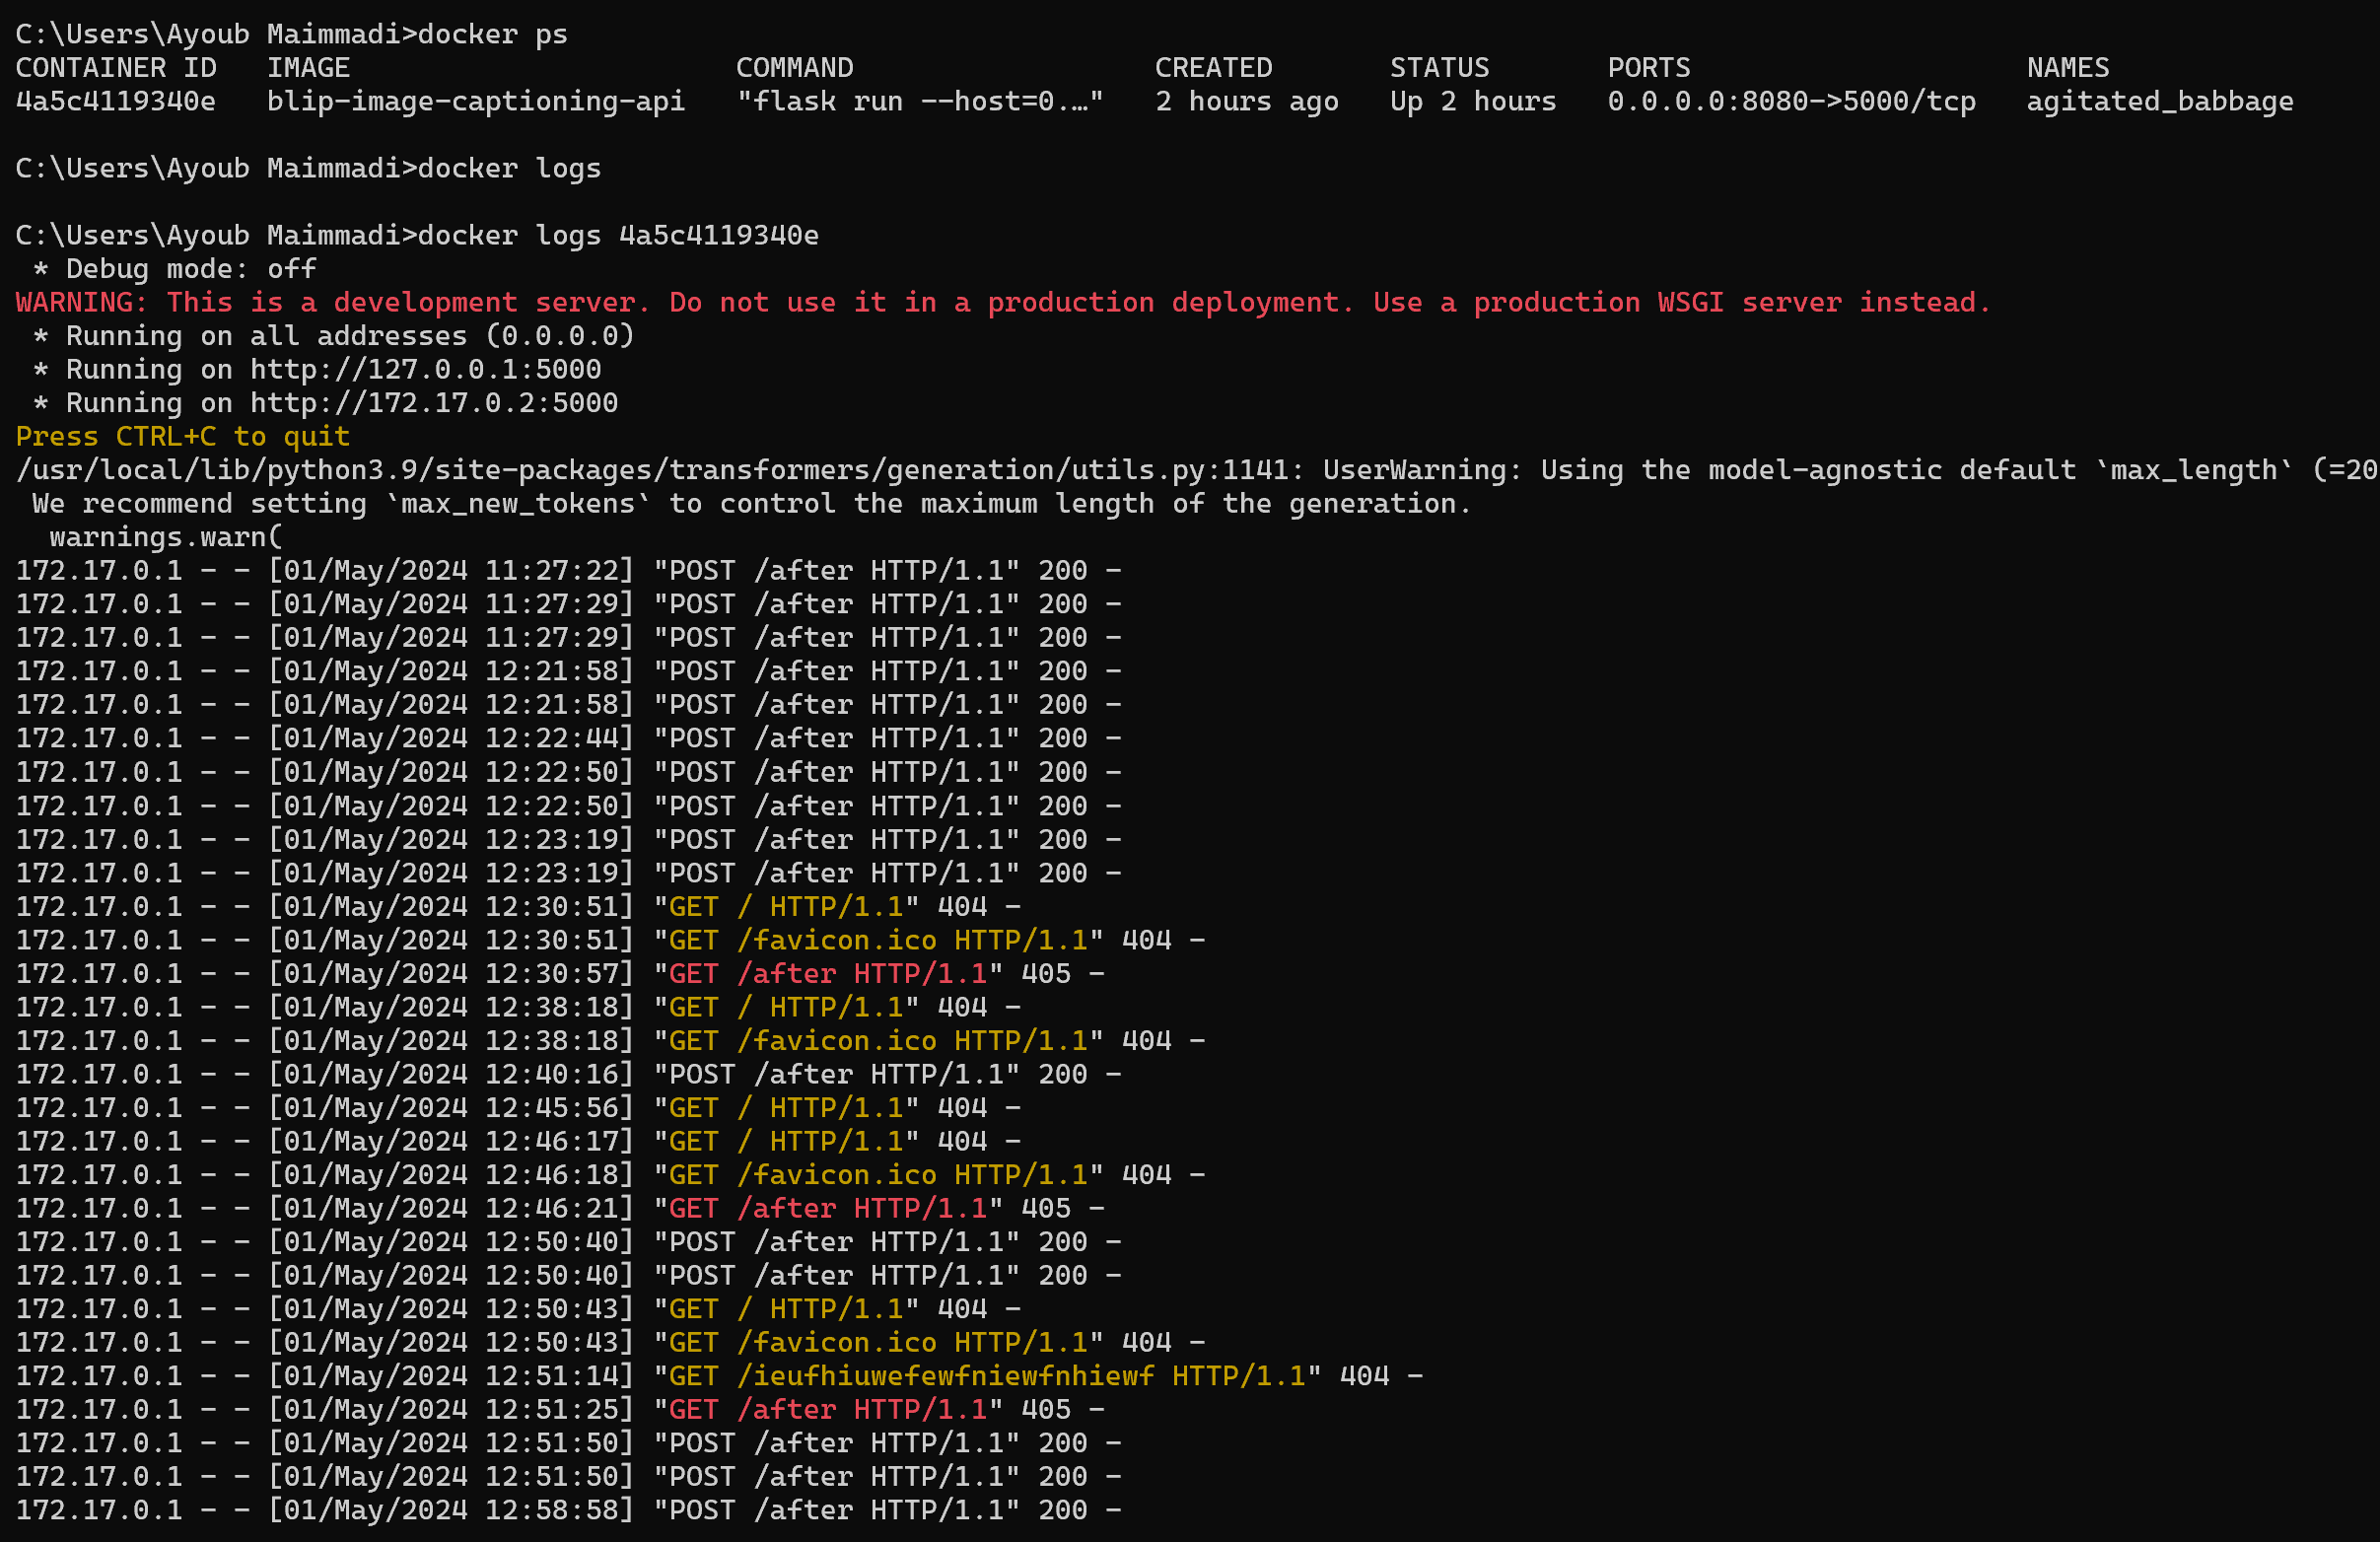 C:\Users\Ayoub Maimmadi>docker ps
CONTAINER ID   IMAGE                       COMMAND                  CREATED       STATUS       PORTS                    NAMES
4a5c4119340e   blip-image-captioning-api   "flask run --host=0.…"   2 hours ago   Up 2 hours   0.0.0.0:8080->5000/tcp   agitated_babbage
C:\Users\Ayoub Maimmadi>docker logs
C:\Users\Ayoub Maimmadi>docker logs 4a5c4119340e
 * Debug mode: off
WARNING: This is a development server. Do not use it in a production deployment. Use a production WSGI server instead.
 * Running on all addresses (0.0.0.0)
 * Running on http://127.0.0.1:5000
 * Running on http://172.17.0.2:5000
Press CTRL+C to quit
/usr/local/lib/python3.9/site-packages/transformers/generation/utils.py:1141: UserWarning: Using the model-agnostic default `max_length` (=20
 We recommend setting `max_new_tokens` to control the maximum length of the generation.
  warnings.warn(
172.17.0.1 - - [01/May/2024 11:27:22] "POST /after HTTP/1.1" 200 -
172.17.0.1 - - [01/May/2024 11:27:29] "POST /after HTTP/1.1" 200 -
172.17.0.1 - - [01/May/2024 11:27:29] "POST /after HTTP/1.1" 200 -
172.17.0.1 - - [01/May/2024 12:21:58] "POST /after HTTP/1.1" 200 -
172.17.0.1 - - [01/May/2024 12:21:58] "POST /after HTTP/1.1" 200 -
172.17.0.1 - - [01/May/2024 12:22:44] "POST /after HTTP/1.1" 200 -
172.17.0.1 - - [01/May/2024 12:22:50] "POST /after HTTP/1.1" 200 -
172.17.0.1 - - [01/May/2024 12:22:50] "POST /after HTTP/1.1" 200 -
172.17.0.1 - - [01/May/2024 12:23:19] "POST /after HTTP/1.1" 200 -
172.17.0.1 - - [01/May/2024 12:23:19] "POST /after HTTP/1.1" 200 -
172.17.0.1 - - [01/May/2024 12:30:51] "GET / HTTP/1.1" 404 -
172.17.0.1 - - [01/May/2024 12:30:51] "GET /favicon.ico HTTP/1.1" 404 -
172.17.0.1 - - [01/May/2024 12:30:57] "GET /after HTTP/1.1" 405 -
172.17.0.1 - - [01/May/2024 12:38:18] "GET / HTTP/1.1" 404 -
172.17.0.1 - - [01/May/2024 12:38:18] "GET /favicon.ico HTTP/1.1" 404 -
172.17.0.1 - - [01/May/2024 12:40:16] "POST /after HTTP/1.1" 200 -
172.17.0.1 - - [01/May/2024 12:45:56] "GET / HTTP/1.1" 404 -
172.17.0.1 - - [01/May/2024 12:46:17] "GET / HTTP/1.1" 404 -
172.17.0.1 - - [01/May/2024 12:46:18] "GET /favicon.ico HTTP/1.1" 404 -
172.17.0.1 - - [01/May/2024 12:46:21] "GET /after HTTP/1.1" 405 -
172.17.0.1 - - [01/May/2024 12:50:40] "POST /after HTTP/1.1" 200 -
172.17.0.1 - - [01/May/2024 12:50:40] "POST /after HTTP/1.1" 200 -
172.17.0.1 - - [01/May/2024 12:50:43] "GET / HTTP/1.1" 404 -
172.17.0.1 - - [01/May/2024 12:50:43] "GET /favicon.ico HTTP/1.1" 404 -
172.17.0.1 - - [01/May/2024 12:51:14] "GET /ieufhiuwefewfniewfnhiewf HTTP/1.1" 404 -
172.17.0.1 - - [01/May/2024 12:51:25] "GET /after HTTP/1.1" 405 -
172.17.0.1 - - [01/May/2024 12:51:50] "POST /after HTTP/1.1" 200 -
172.17.0.1 - - [01/May/2024 12:51:50] "POST /after HTTP/1.1" 200 -
172.17.0.1 - - [01/May/2024 12:58:58] "POST /after HTTP/1.1" 200 -